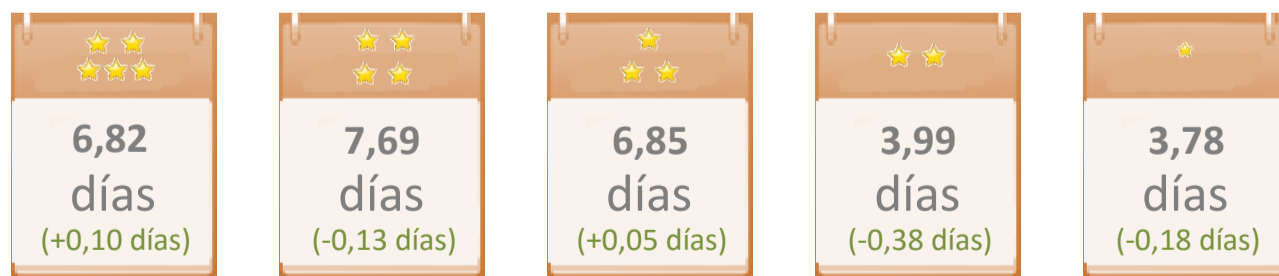 6,82
días
(+0,10 días)
7,69
días
(-0,13 días)
6,85
días
(+0,05 días)
3,99
días
(-0,38 días)
3,78
días
(-0,18 días)